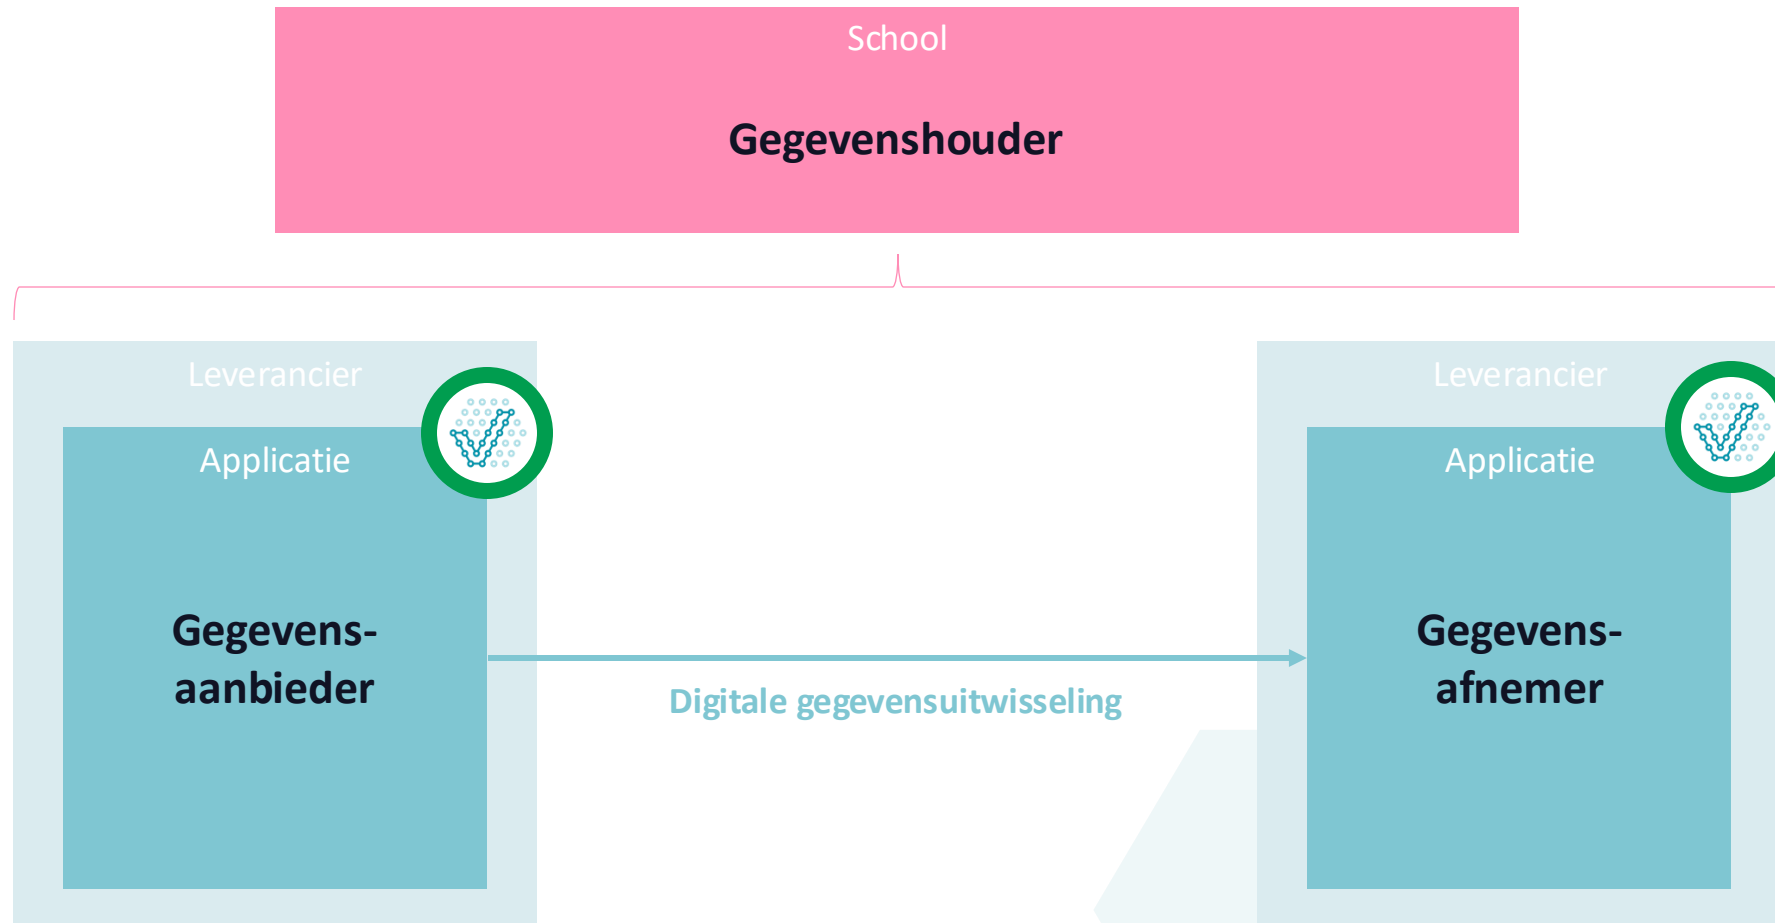 School
Gegevenshouder
Leverancier
Applicatie
Gegevens-
aanbieder
Digitale gegevensuitwisseling
Leverancier
Applicatie
Gegevens-
afnemer